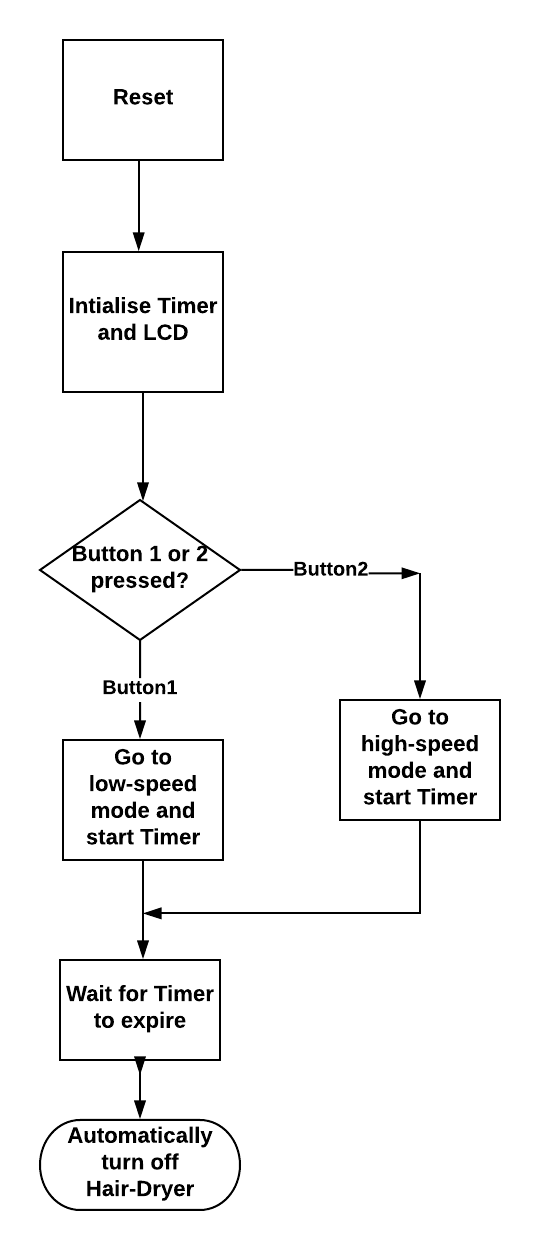 Reset
Intialise Timer
and LCD
Button 1 or 2
pressed?
Button2
Button1
Go to
low-speed
mode and
start Timer
Go to
high-speed
mode and
start Timer
Wait for Timer
to expire
Automatically
turn off
Hair-Dryer